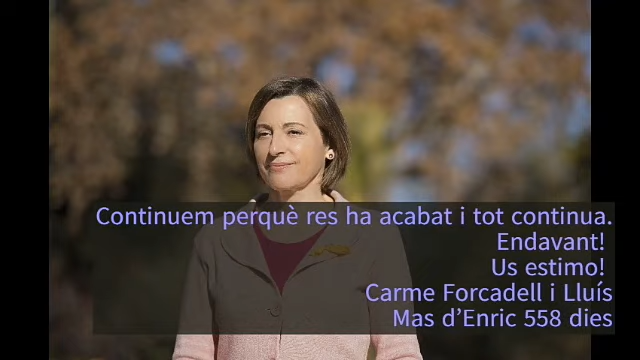 Continuem perquè res ha acabat i tot continua.
Endavant!
Us estimo!
Carme Forcadell i Lluís
Mas d’Enric 558 dies